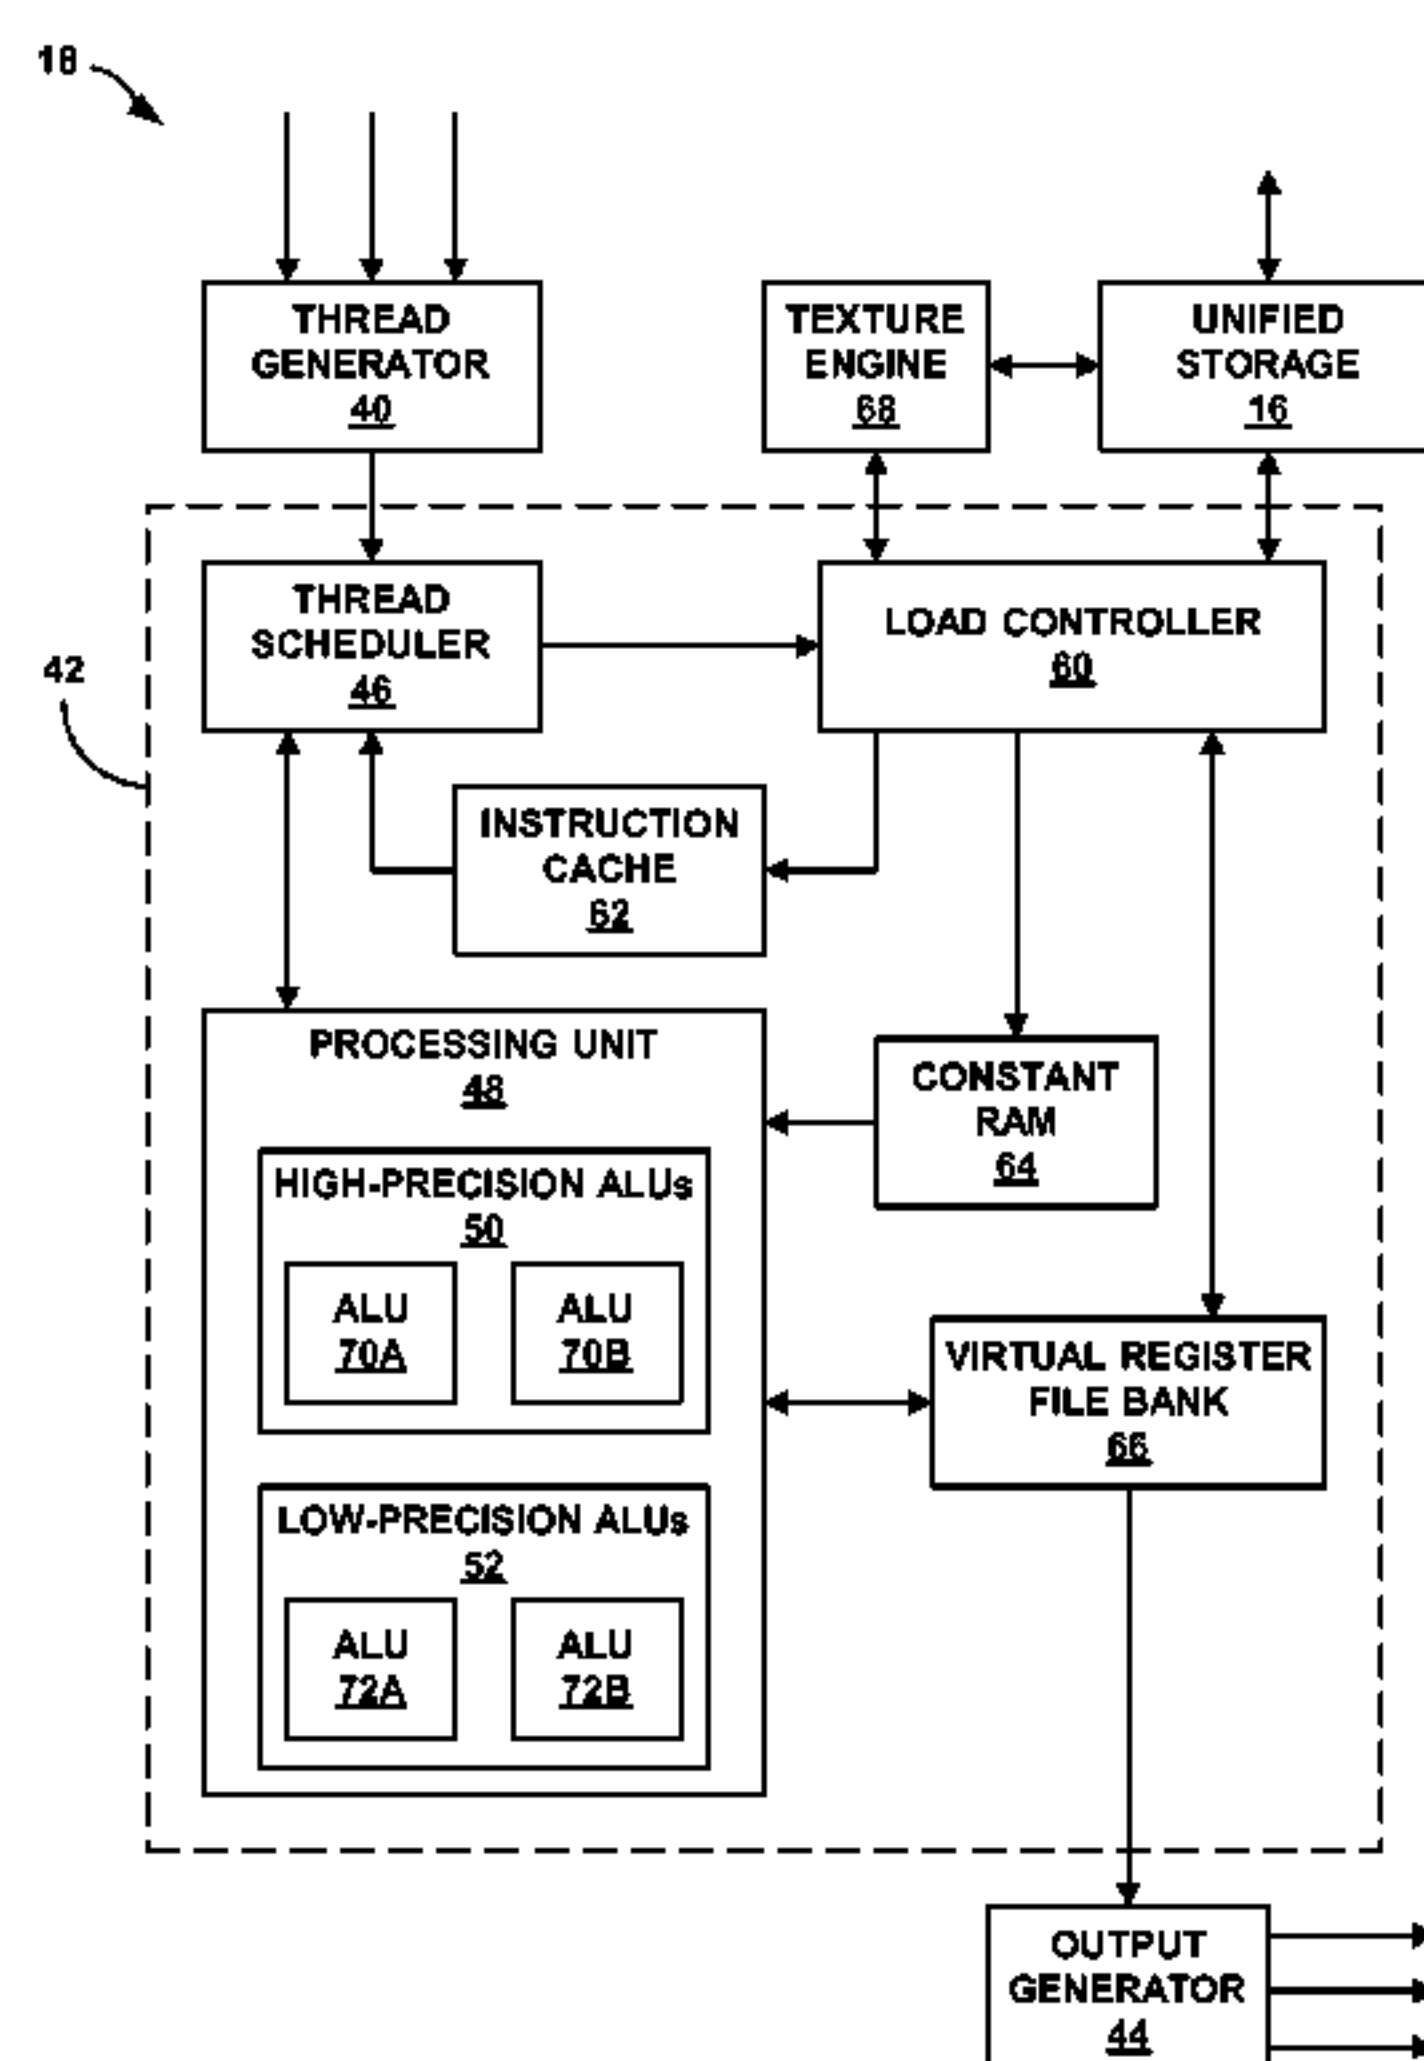 18
THREAD
GENERATOR
40
TEXTURE
ENGINE
68
UNIFIED
STORAGE
16
42
THREAD
SCHEDULER
46
LOAD CONTROLLER
60
INSTRUCTION
CACHE
62
PROCESSING UNIT
48
CONSTANT
RAM
64
HIGH-PRECISION ALUs
50
ALU
70A
ALU
70B
VIRTUAL REGISTER
FILE BANK
66
LOW-PRECISION ALUs
52
ALU
72A
ALU
72B
OUTPUT
GENERATOR
44